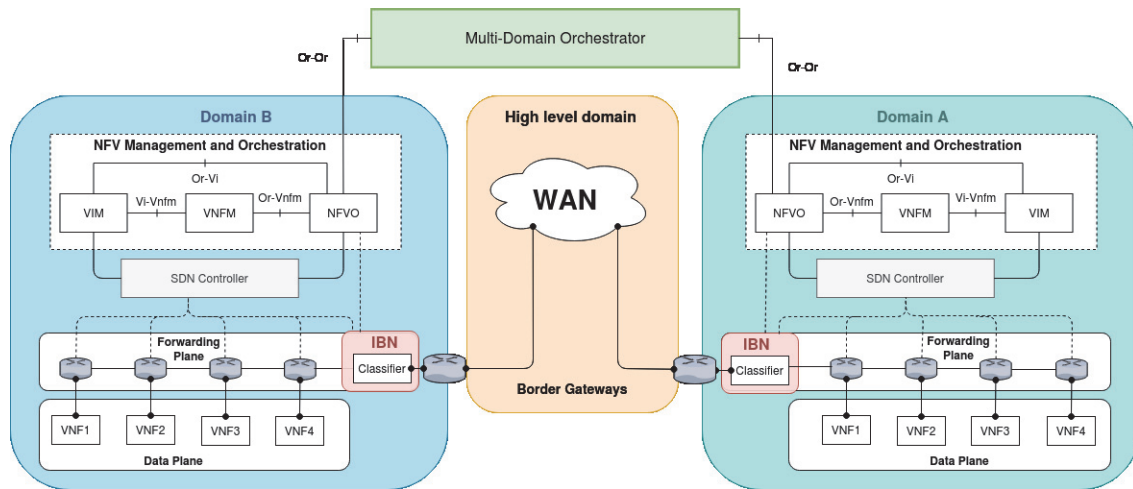 Multi-Domain Orchestrator
Or-Or
Or-Or
Domain B
NFV Management and Orchestration
Or-Vi
VIM
Vi-Vnfm
VNFM
Or-Vnfm
NFVO
SDN Controller
Forwarding
Plane
IBN
Classifier
VNF1
VNF2
VNF3
VNF4
Data Plane
High level domain
WAN
Border Gateways
Domain A
NFV Management and Orchestration
Or-Vi
NFVO
Or-Vnfm
VNFM
Vi-Vnfm
VIM
SDN Controller
IBN
Classifier
Forwarding
Plane
VNF1
VNF2
VNF3
VNF4
Data Plane